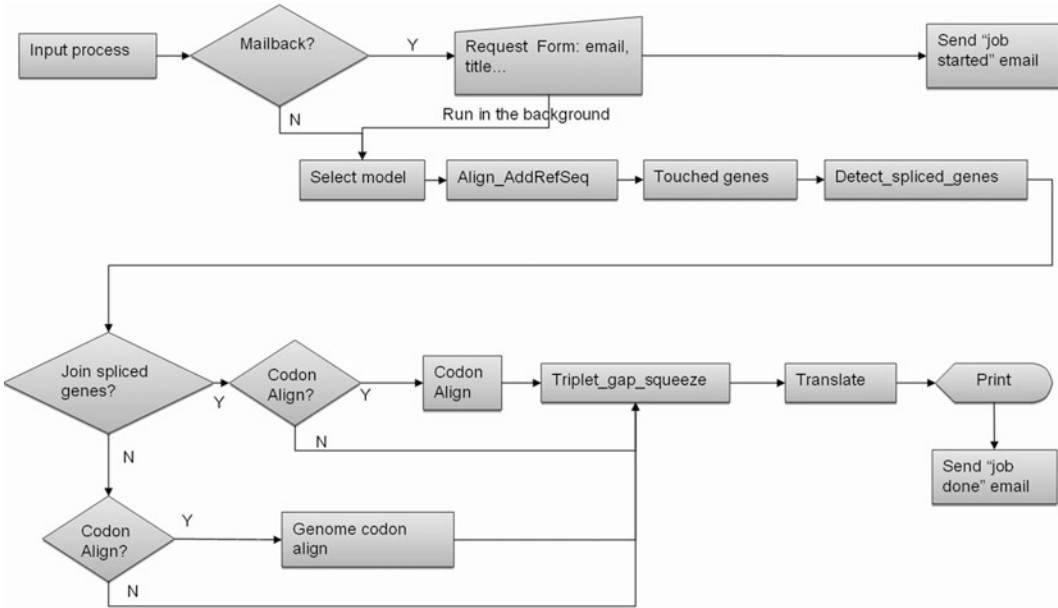 Input process
Mailback?
Y
Request Form: email,
title...
Send “job
started” email
N
Run in the background
Select model
Align_AddRefSeq
Touched genes
Detect_spliced_genes
Join spliced
genes?
Y
Codon
Align?
Y
Codon
Align
Triplet_gap_squeeze
Translate
Print
N
N
Send “job
done” email
Codon
Align?
Y
Genome codon
align
N